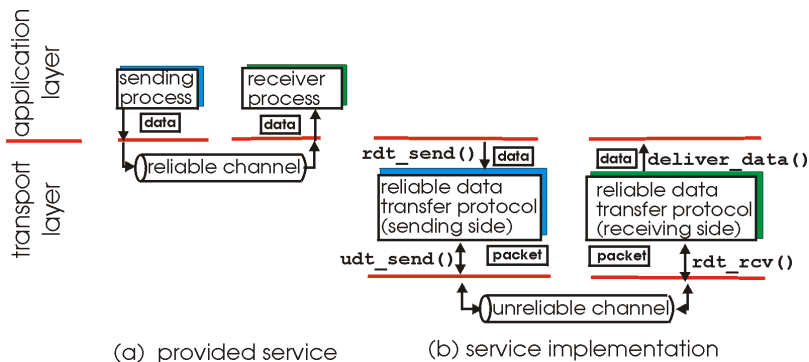 application
layer
transport
layer
sending
process
receiver
process
data
data
reliable channel
(a) provided service
rdt_send()
data
data
deliver_data()
reliable data
transfer protocol
(sending side)
reliable data
transfer protocol
(receiving side)
udt_send()
packet
packet
rdt_rcv()
unreliable channel
(b) service implementation